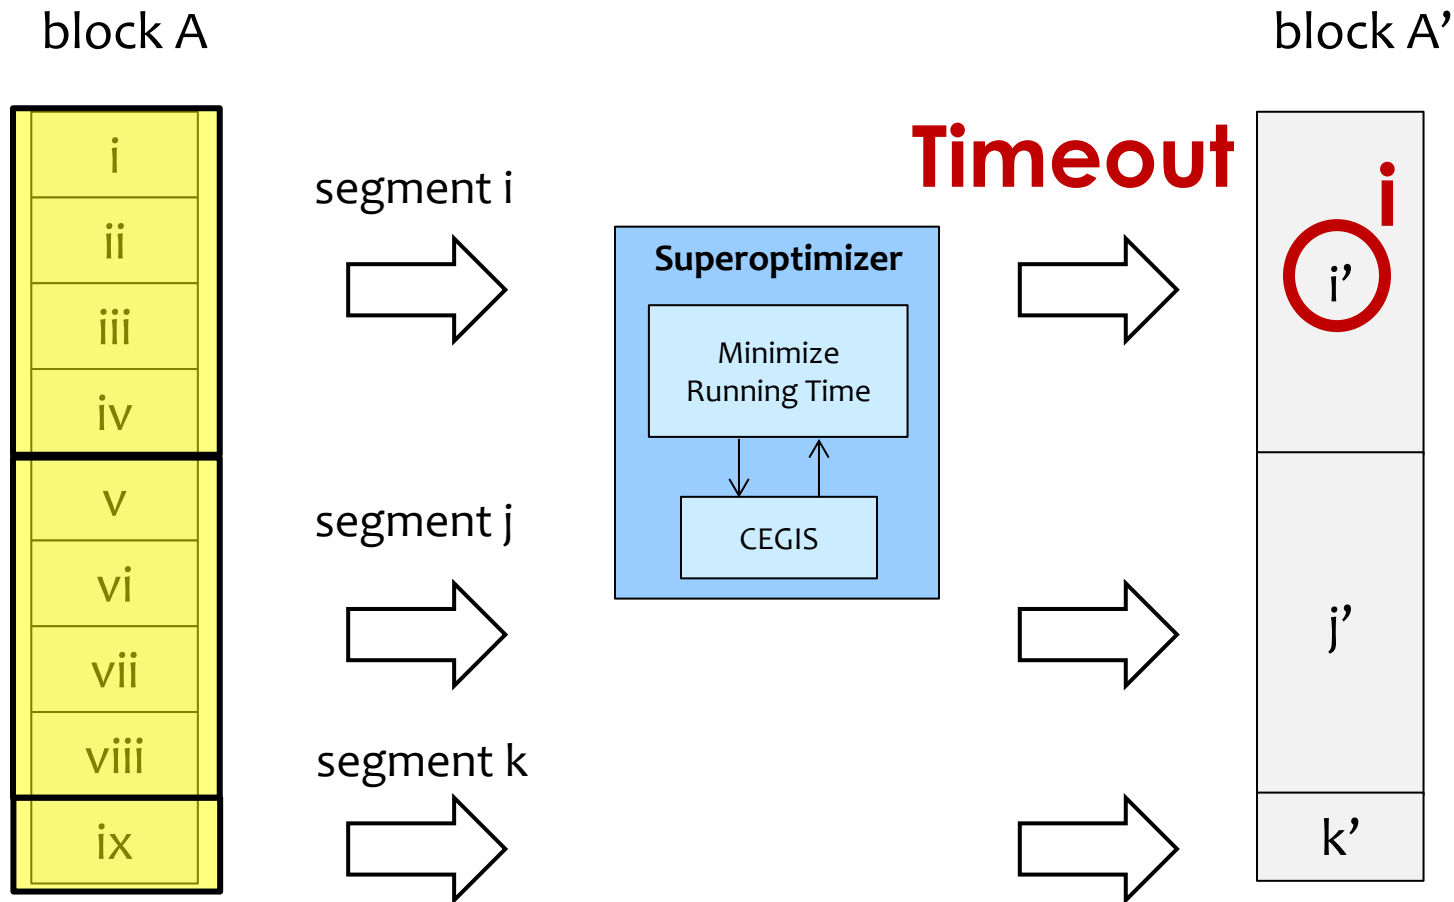 block A
block A’
i
ii
iii
iv
v
vi
vii
viii
ix
segment i
segment j
segment k
Superoptimizer
Minimize
Running Time
CEGIS
Timeout
i
i’
j’
k’